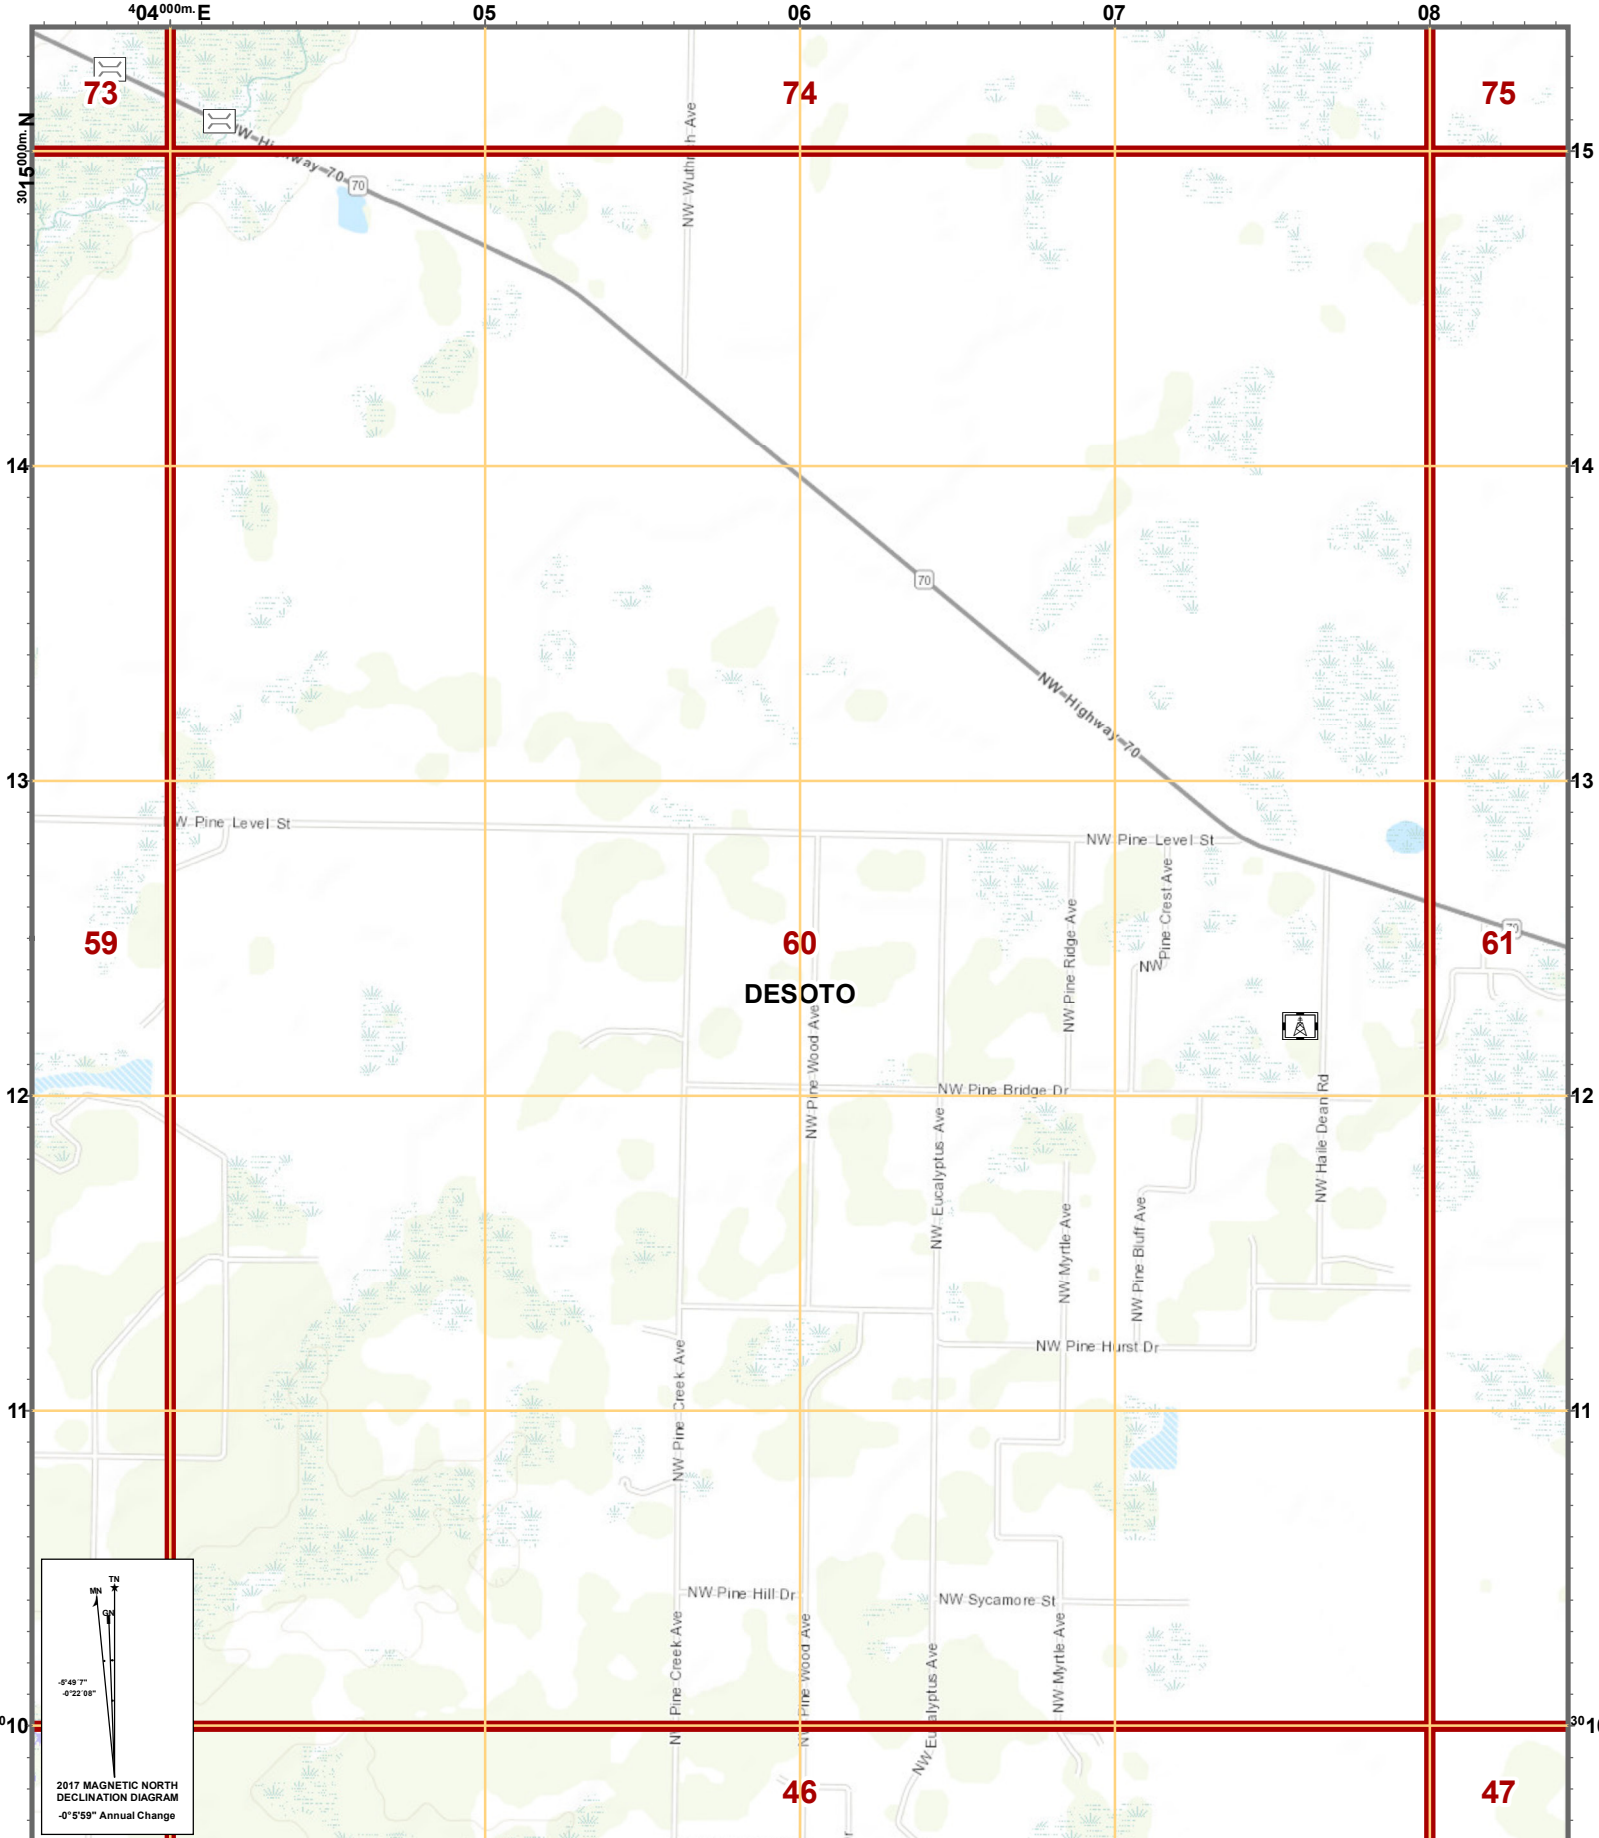 404000m. E
05
06
07
08
73
74
75
3015000m. N
15
NW Highway 70
70
NW Wuthrich Ave
14
14
70
NW Highway 70
13
13
NW Pine Level St
NW Pine Level St
NW Pine Crest Ave
NW Pine Ridge Ave
59
60
61
70
DESOTO
NW Pine Wood Ave
NW Pine Bridge Dr
12
12
NW Haile Dean Rd
NW Eucalyptus Ave
NW Myrtle Ave
NW Pine Bluff Ave
NW Pine Hurst Dr
NW Pine Creek Ave
11
11
NW Pine Hill Dr
NW Sycamore St
NW Pine Creek Ave
NW Pine Wood Ave
NW Eucalyptus Ave
NW Myrtle Ave
10
3010
46
47
TN
MN
GN
-5°49'7"
-0°22'08"
2017 MAGNETIC NORTH
DECLINATION DIAGRAM
-0°5'59" Annual Change